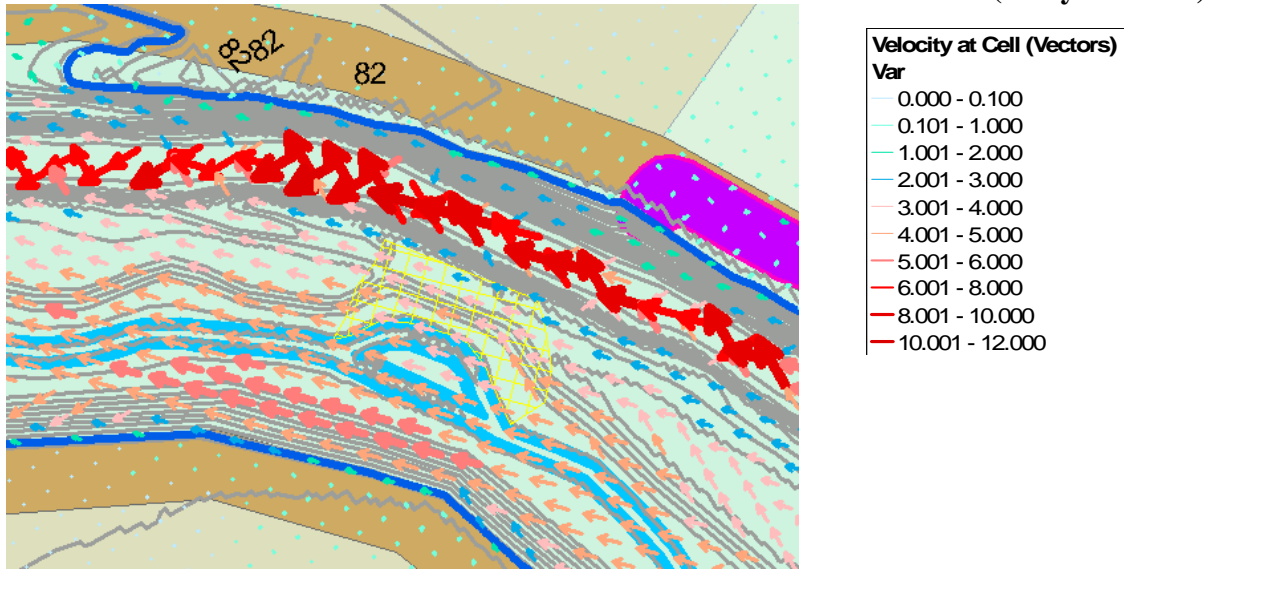 82
82
82
Velocity at Cell (Vectors)
Var
0.000 - 0.100
0.101 - 1.000
1.001 - 2.000
2.001 - 3.000
3.001 - 4.000
4.001 - 5.000
5.001 - 6.000
6.001 - 8.000
8.001 - 10.000
10.001 - 12.000